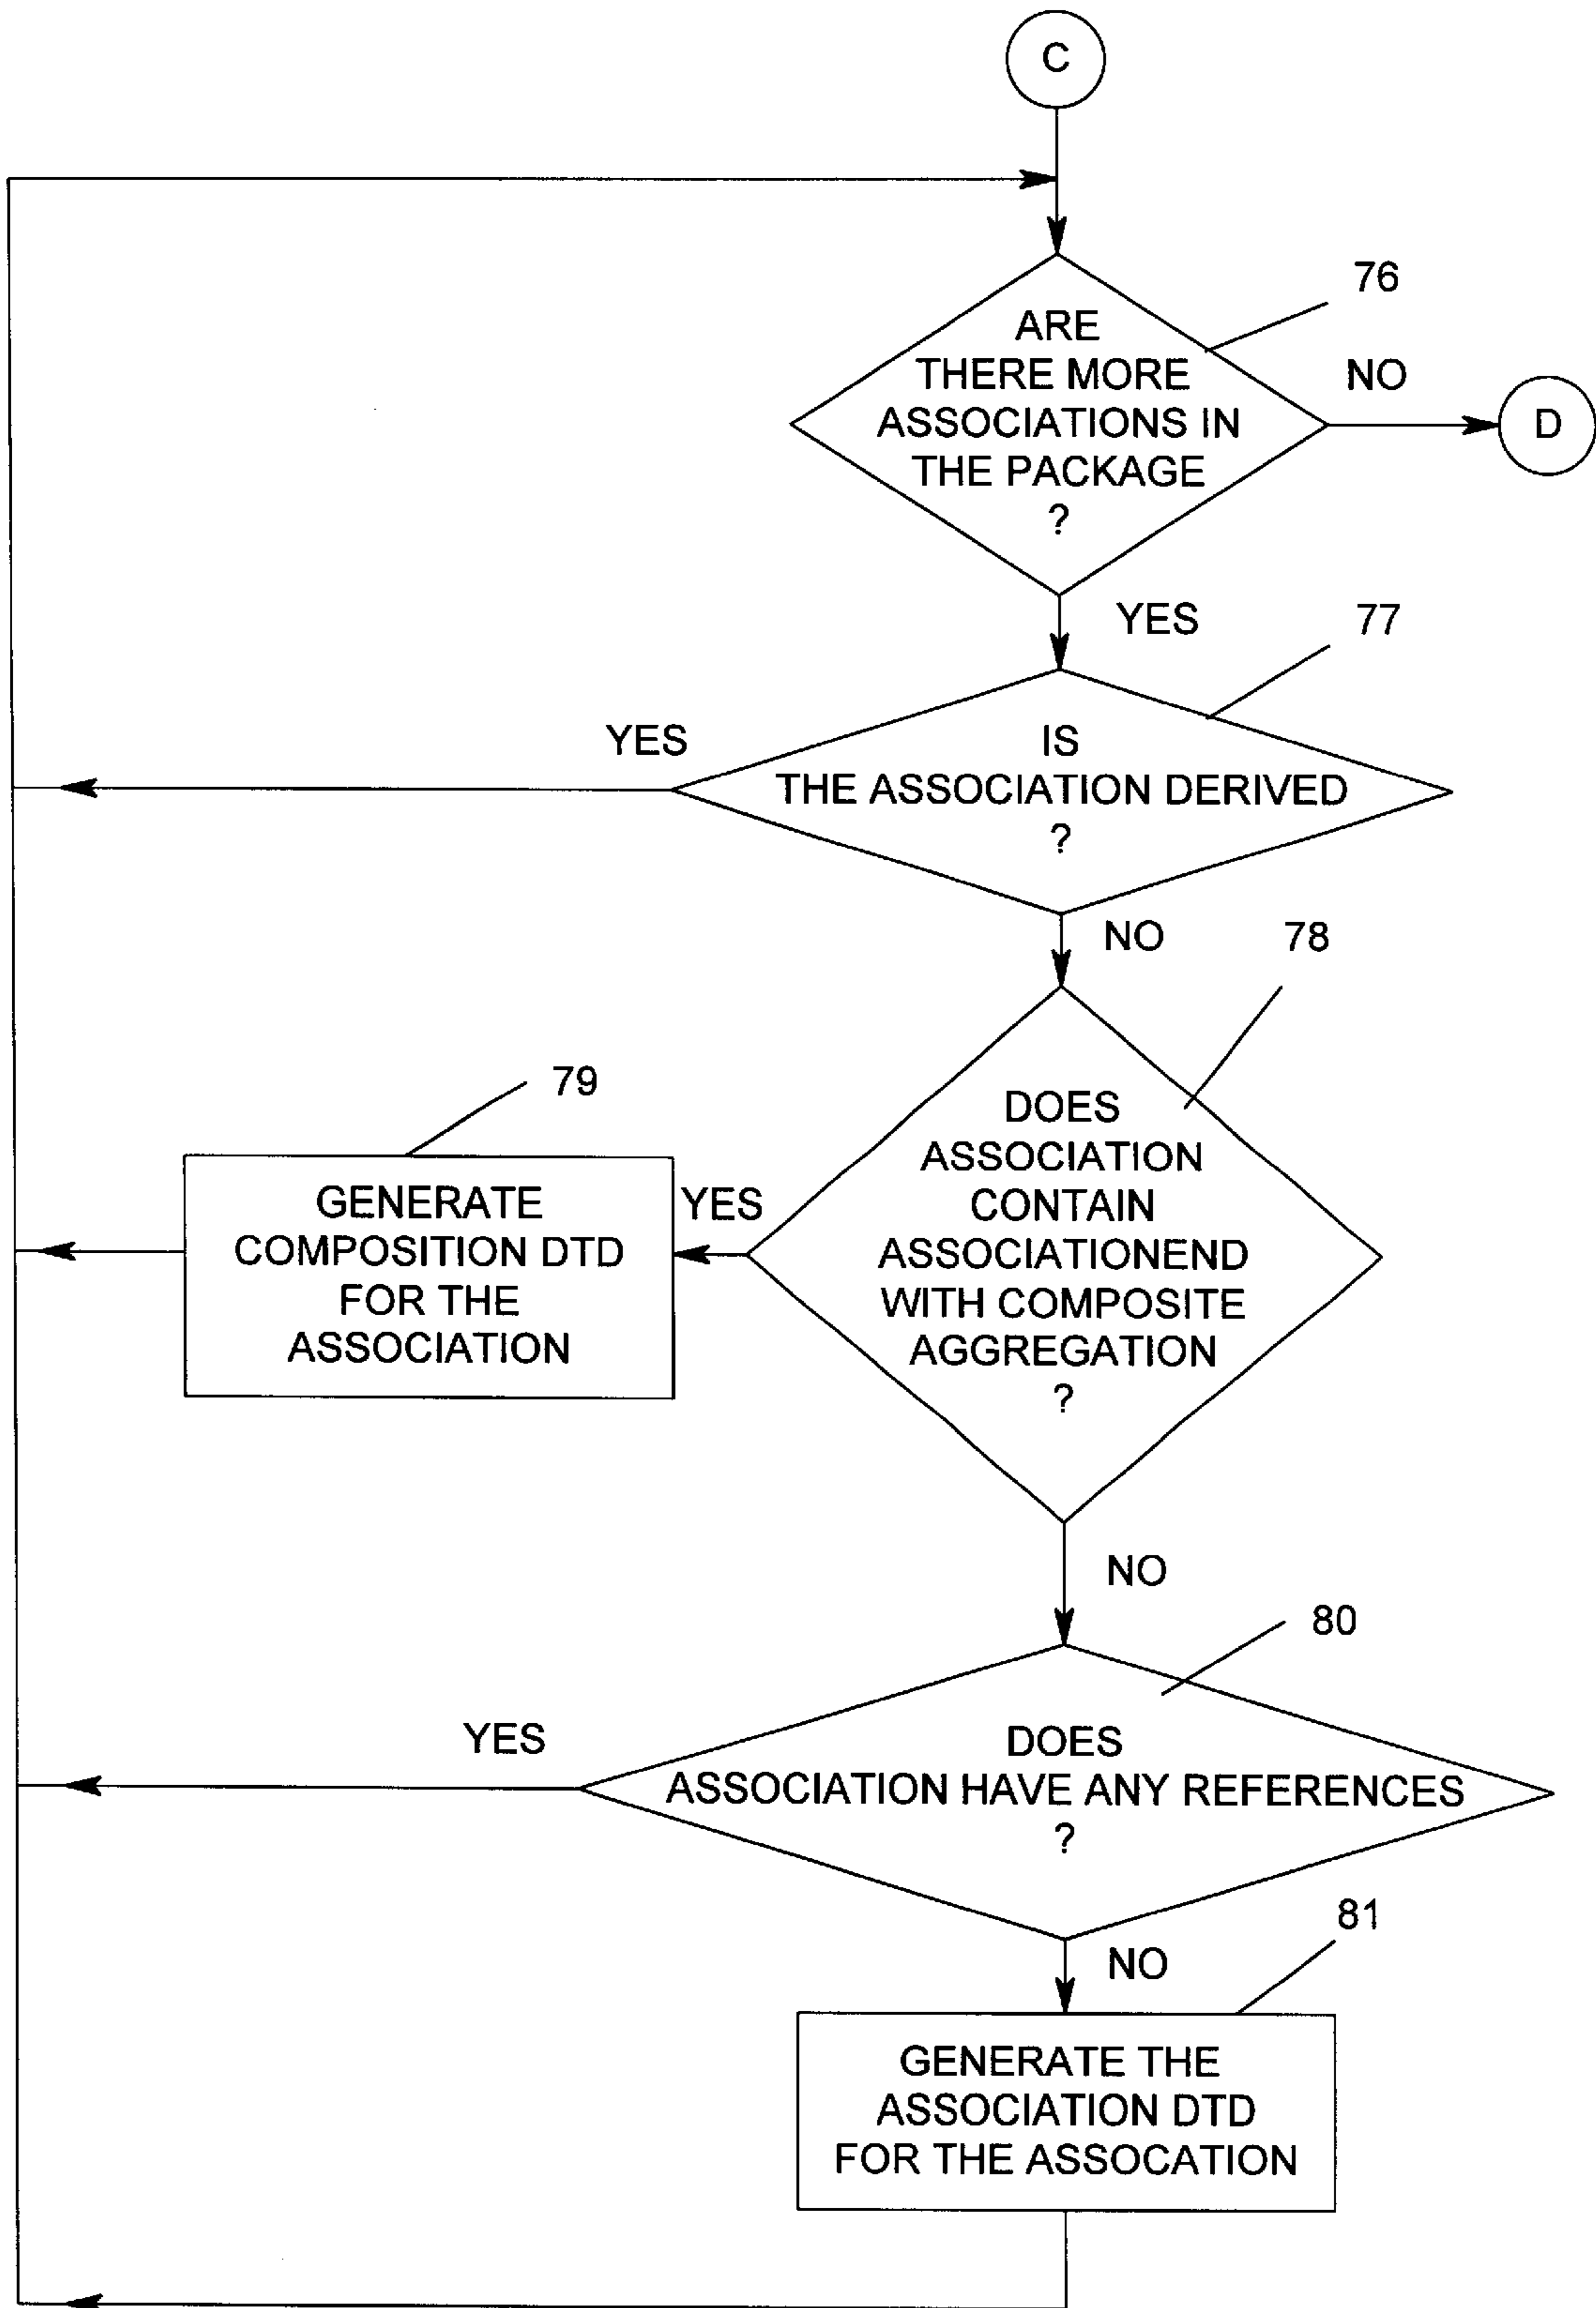 C
76
ARE
THERE MORE
ASSOCIATIONS IN
THE PACKAGE
?
NO
D
YES
77
YES
IS
THE ASSOCIATION DERIVED
?
NO
78
79
DOES
ASSOCIATION
CONTAIN
ASSOCIATIONEND
WITH COMPOSITE
AGGREGATION
?
YES
GENERATE
COMPOSITION DTD
FOR THE
ASSOCIATION
NO
80
YES
DOES
ASSOCIATION HAVE ANY REFERENCES
?
81
NO
GENERATE THE
ASSOCIATION DTD
FOR THE ASSOCATION